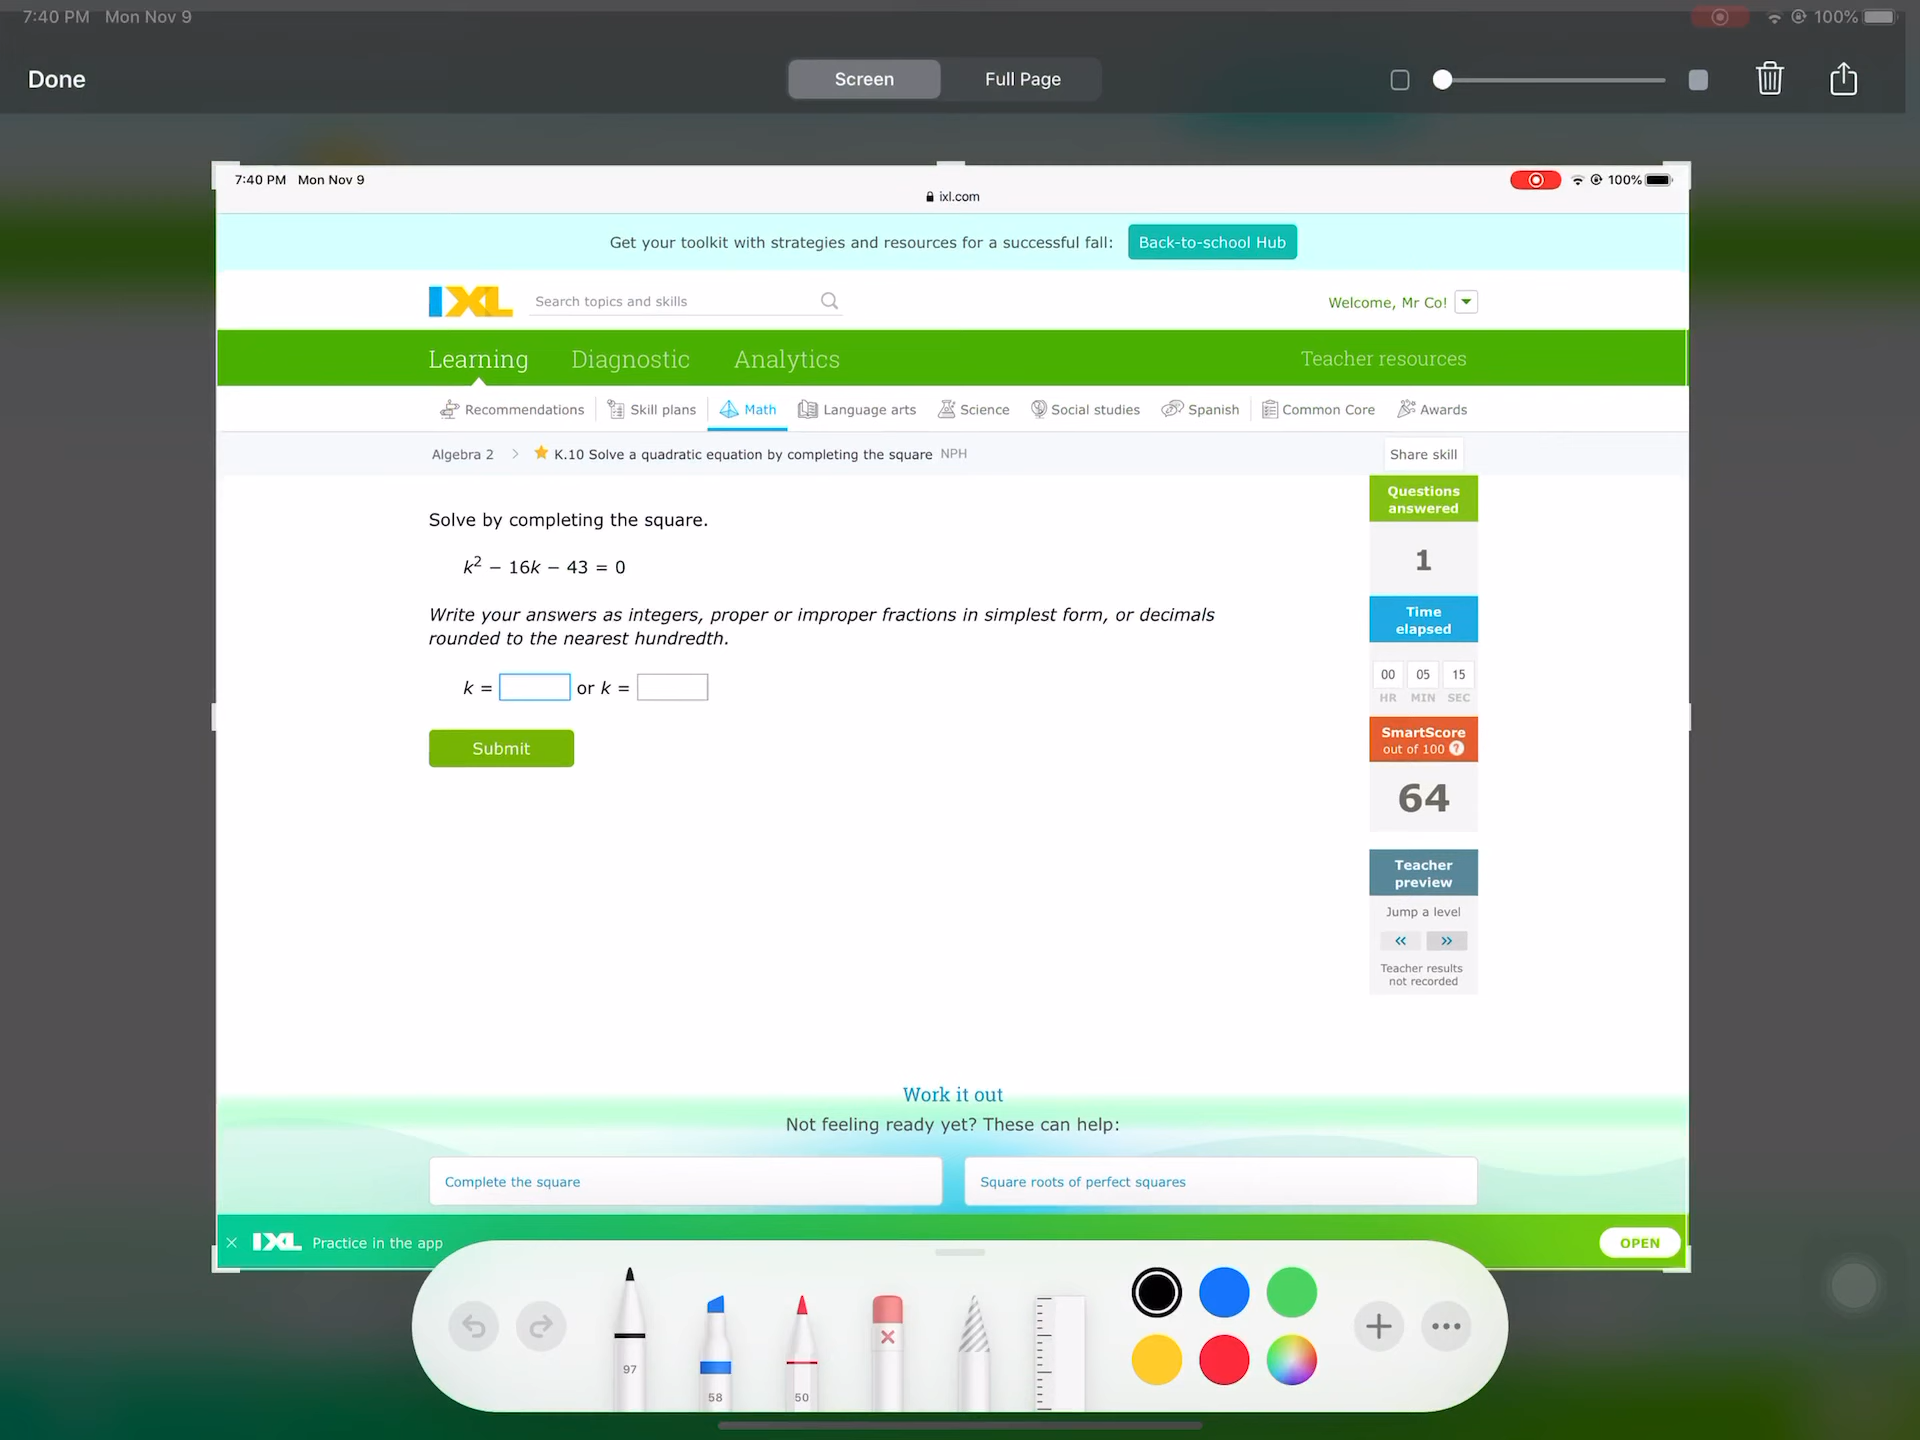 7:40 PM Mon Nov 9
100%
Done
Screen
Full Page
7:40 PM Mon Nov 9
100%
ixl.com
Get your toolkit with strategies and resources for a successful fall: Back-to-school Hub
IXL
Search topics and skills
Welcome, Mr Co!
Learning
Diagnostic
Analytics
Teacher resources
Recommendations
Skill plans
Math
Language arts
Science
Social studies
Spanish
Common Core
Awards
Algebra 2 > K.10 Solve a quadratic equation by completing the square NPH
Share skill
Solve by completing the square.
k² − 16k − 43 = 0
Write your answers as integers, proper or improper fractions in simplest form, or decimals
rounded to the nearest hundredth.
k = or k =
Submit
Questions
answered
1
Time
elapsed
00 05 15
HR MIN SEC
SmartScore
out of 100 ?
64
Teacher
preview
Jump a level
« »
Teacher results
not recorded
Work it out
Not feeling ready yet? These can help:
Complete the square
Square roots of perfect squares
× IXL Practice in the app
OPEN
97
58
50